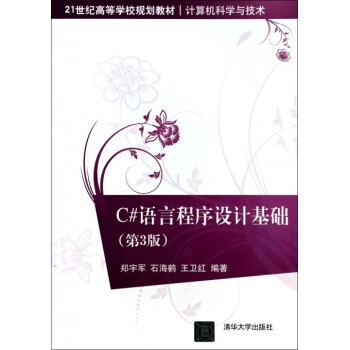 21世纪高等学校规划教材 | 计算机科学与技术
C#语言程序设计基础
（第3版）
郑宇军 石海鹤 王卫红 编著
清华大学出版社